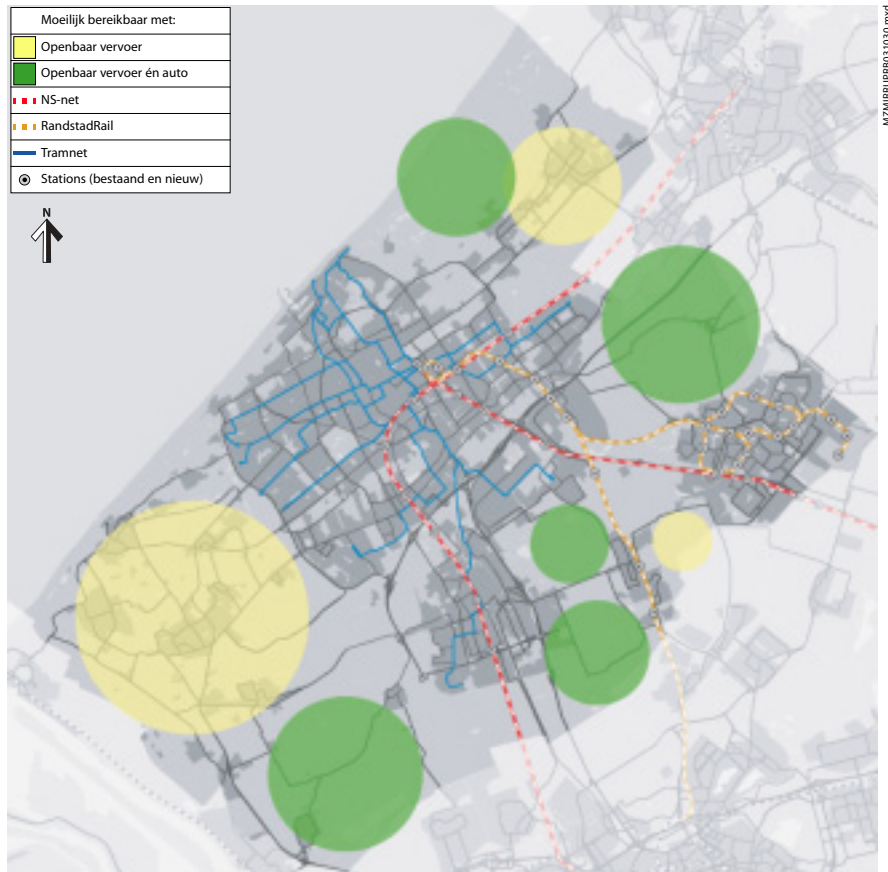 Moeilijk bereikbaar met:
Openbaar vervoer
Openbaar vervoer én auto
NS-net
RandstadRail
Tramnet
Stations (bestaand en nieuw)
N